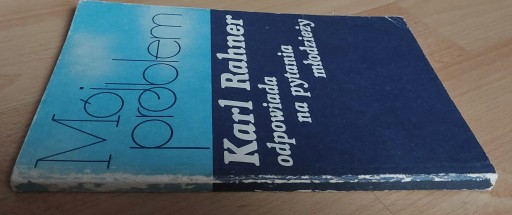 Mój
problem
Karl Rahner
odpowiada
na pytania
młodzieży